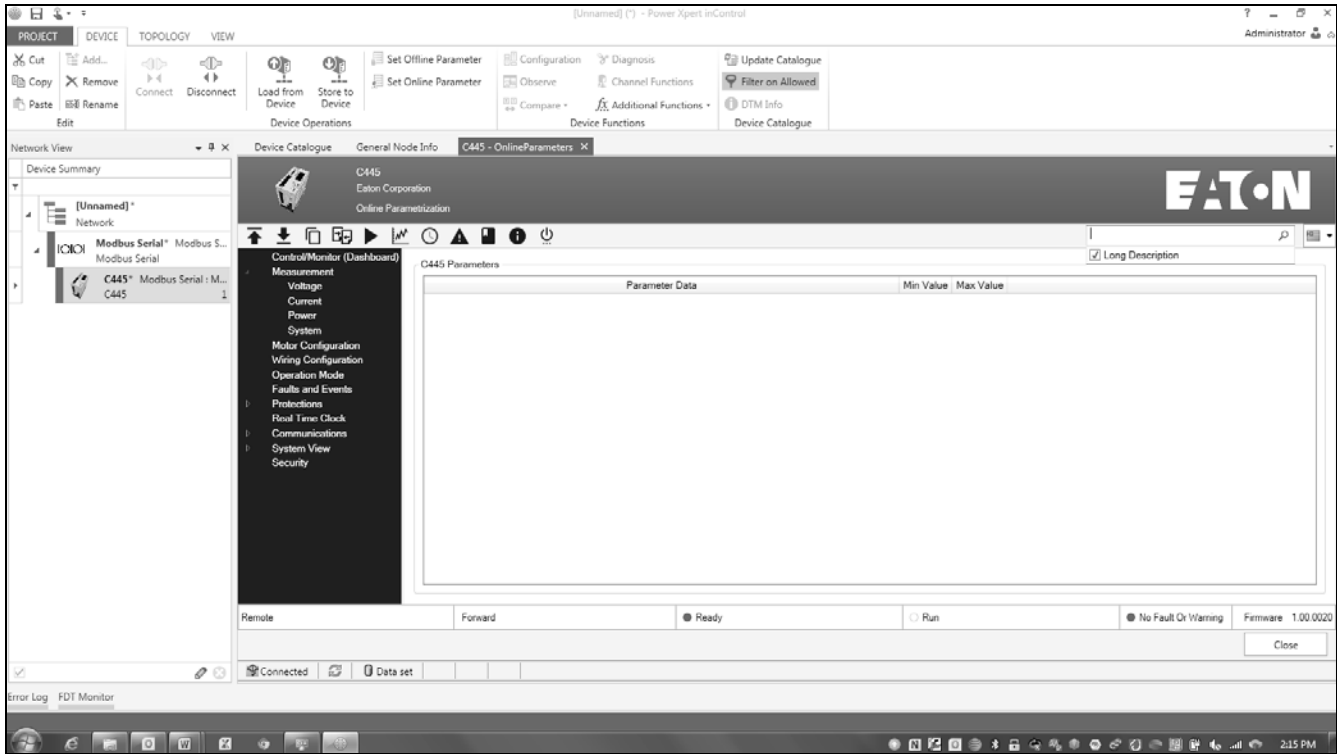 [Unnamed] (*) - Power Xpert inControl
? _ ×
PROJECT DEVICE TOPOLOGY VIEW
Administrator
Cut Add...
Copy Remove
Paste Rename
Edit
Connect Disconnect
Load from Device Store to Device
Set Offline Parameter
Set Online Parameter
Device Operations
Configuration Diagnosis
Observe Channel Functions
Compare fx Additional Functions
Device Functions
Update Catalogue
Filter on Allowed
DTM Info
Device Catalogue
Network View
Device Catalogue General Node Info C445 - OnlineParameters ×
Device Summary
[Unnamed]*
Network
Modbus Serial* Modbus S...
Modbus Serial
C445* Modbus Serial : M...
C445 1
C445
Eaton Corporation
Online Parametrization
EATON
Long Description
Control/Monitor (Dashboard)
Measurement
Voltage
Current
Power
System
Motor Configuration
Wiring Configuration
Operation Mode
Faults and Events
Protections
Real Time Clock
Communications
System View
Security
C445 Parameters
Parameter Data Min Value Max Value
Remote Forward Ready Run No Fault Or Warning Firmware 1.00.0020
Close
Connected Data set
Error Log FDT Monitor
2:15 PM